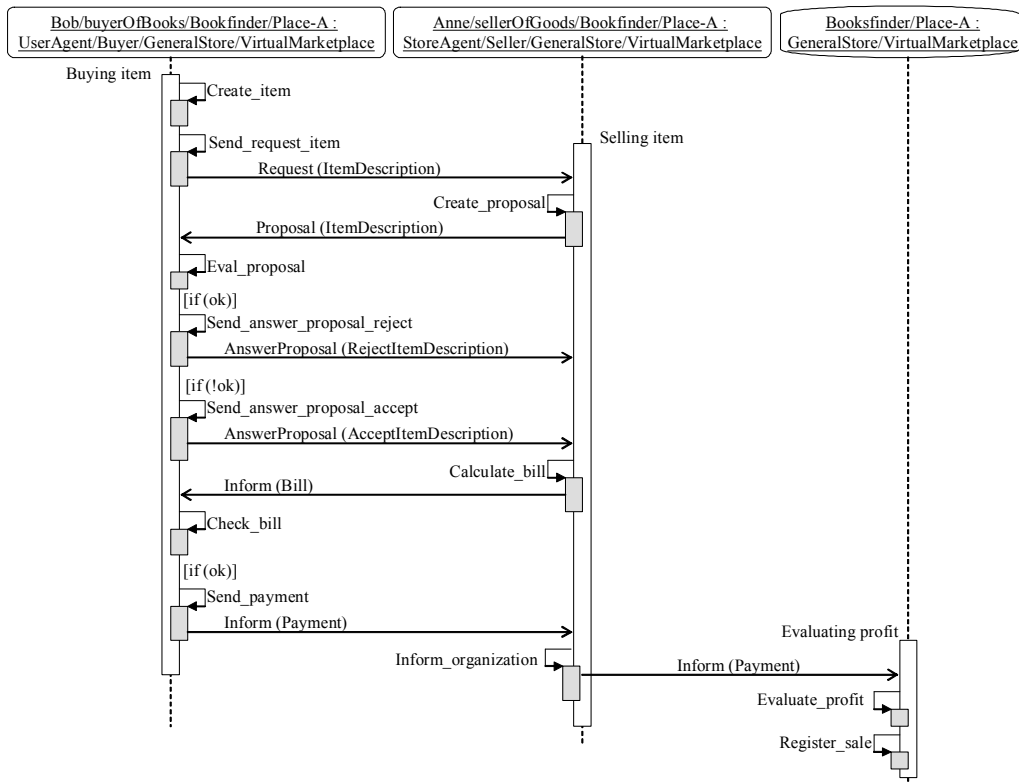 Bob/buyerOfBooks/Bookfinder/Place-A :
UserAgent/Buyer/GeneralStore/VirtualMarketplace
Anne/sellerOfGoods/Bookfinder/Place-A :
StoreAgent/Seller/GeneralStore/VirtualMarketplace
Booksfinder/Place-A :
GeneralStore/VirtualMarketplace
Buying item
Create_item
Send_request_item
Selling item
Request (ItemDescription)
Create_proposal
Proposal (ItemDescription)
Eval_proposal
[if (ok)]
Send_answer_proposal_reject
AnswerProposal (RejectItemDescription)
[if (!ok)]
Send_answer_proposal_accept
AnswerProposal (AcceptItemDescription)
Calculate_bill
Inform (Bill)
Check_bill
[if (ok)]
Send_payment
Inform (Payment)
Evaluating profit
Inform_organization
Inform (Payment)
Evaluate_profit
Register_sale